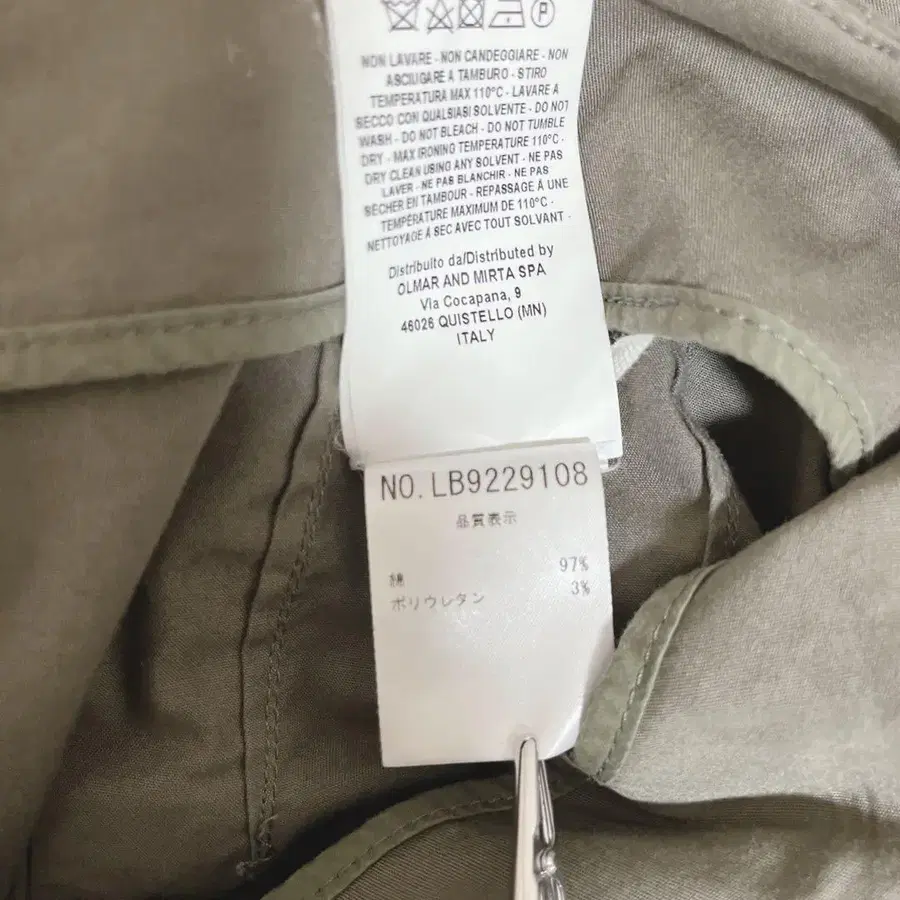 NON LAVARE - NON CANDEGGIARE - NON
ASCIUGARE A TAMBURO - STIRO
TEMPERATURA MAX 110°C - LAVARE A
SECCO CON QUALSIASI SOLVENTE - DO NOT
WASH - DO NOT BLEACH - DO NOT TUMBLE
DRY - MAX IRONING TEMPERATURE 110°C -
DRY CLEAN USING ANY SOLVENT - NE PAS
LAVER - NE PAS BLANCHIR - NE PAS
SÉCHER EN TAMBOUR - REPASSAGE À UNE
TEMPÉRATURE MAXIMUM DE 110°C -
NETTOYAGE À SEC AVEC TOUT SOLVANT -
Distribuito da/Distributed by
OLMAR AND MIRTA SPA
Via Cocapana, 9
46026 QUISTELLO (MN)
ITALY
NO. LB9229108
品質表示
綿 97%
ポリウレタン 3%